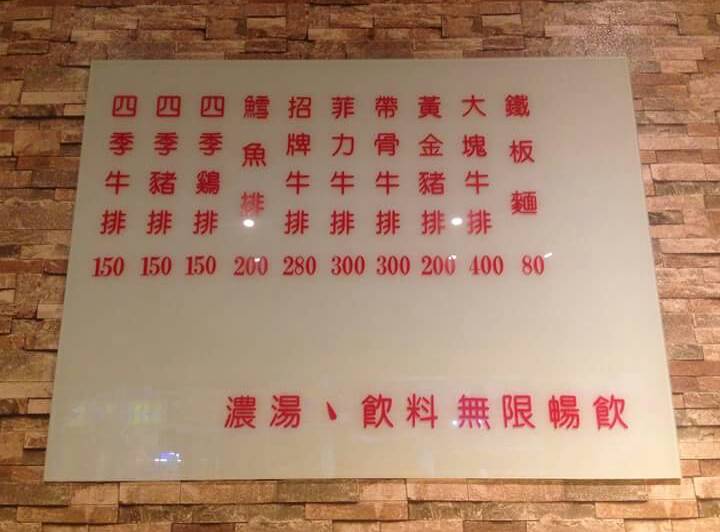 四季牛排 150
四季豬排 150
四季鷄排 150
鱈魚排 200
招牌牛排 280
菲力牛排 300
帶骨牛排 300
黃金豬排 200
大塊牛排 400
鐵板麵 80
濃湯、飲料無限暢飲